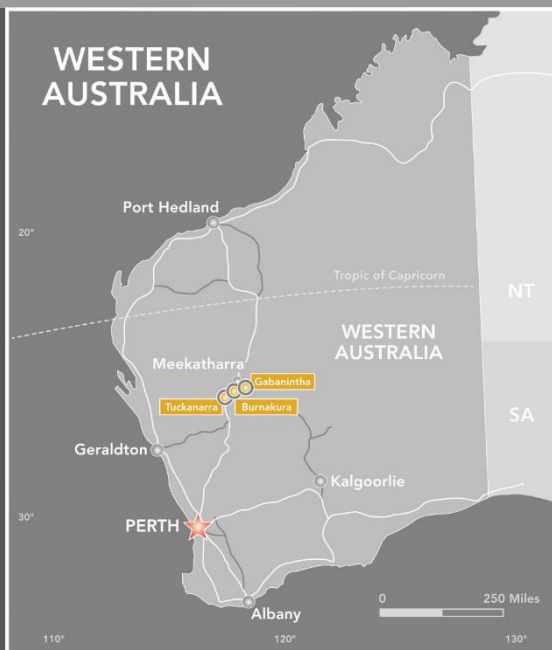 WESTERN
AUSTRALIA
Port Hedland
20°
Tropic of Capricorn
NT
WESTERN
AUSTRALIA
Meekatharra
Gabanintha
Tuckanarra
Burnakura
SA
Geraldton
Kalgoorlie
30°
PERTH
0 250 Miles
Albany
110° 120° 130°